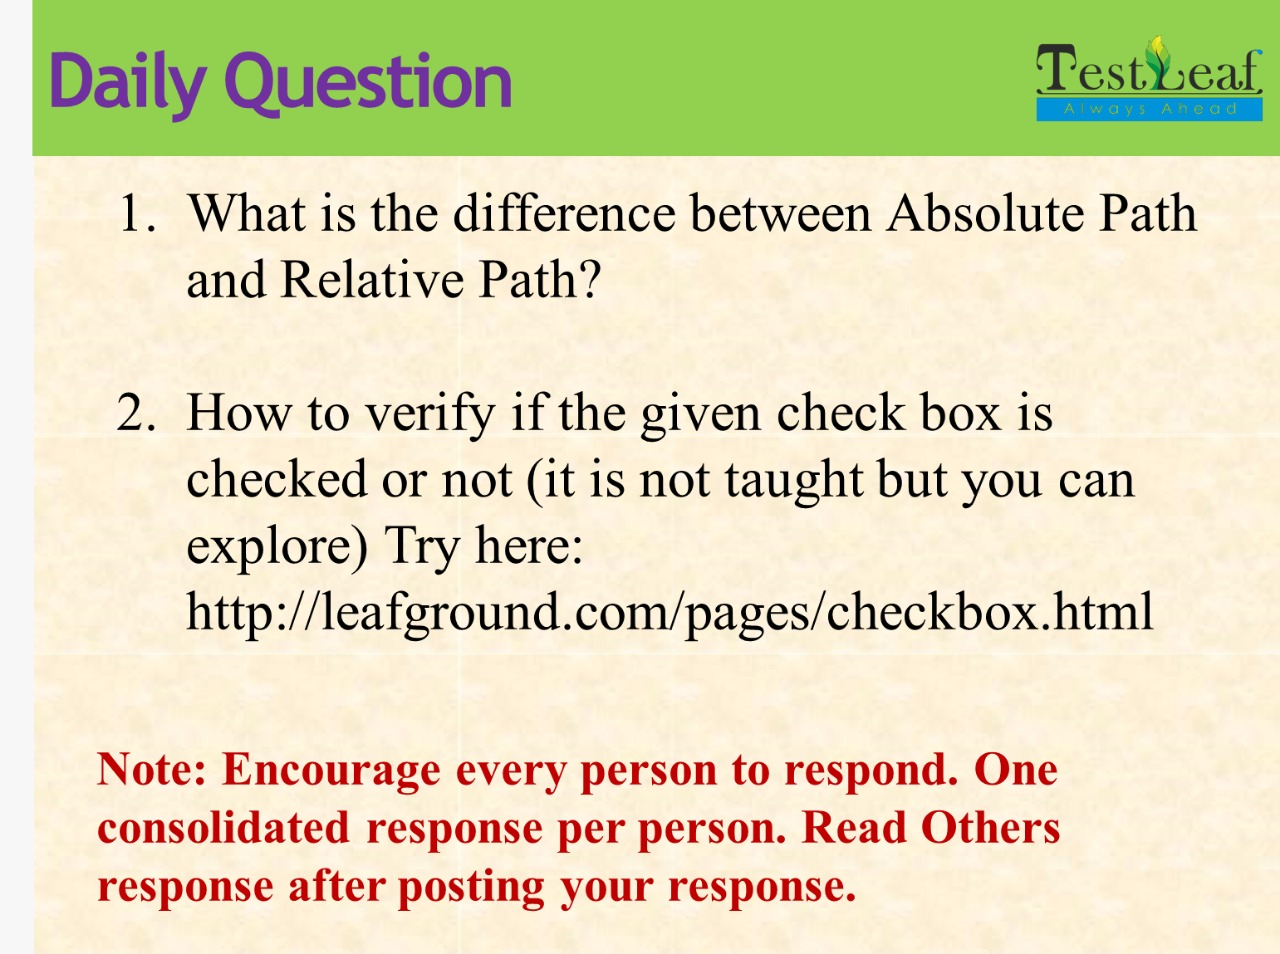 Daily Question
TestLeaf
Always Ahead
1. What is the difference between Absolute Path
and Relative Path?
2. How to verify if the given check box is
checked or not (it is not taught but you can
explore) Try here:
http://leafground.com/pages/checkbox.html
Note: Encourage every person to respond. One
consolidated response per person. Read Others
response after posting your response.